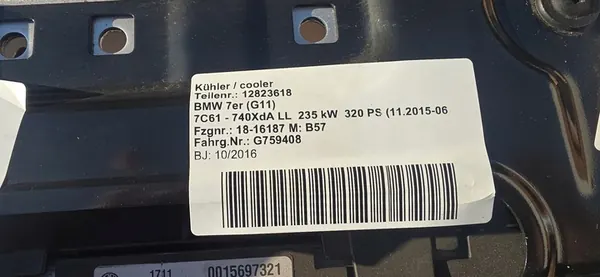 Kühler / cooler
Teilenr.: 12823618
BMW 7er (G11)
7C61 - 740XdA LL 235 kW 320 PS (11.2015-06
Fzgnr.: 18-16187 M: B57
Fahrg.Nr.: G759408
BJ: 10/2016
1711 0015697321